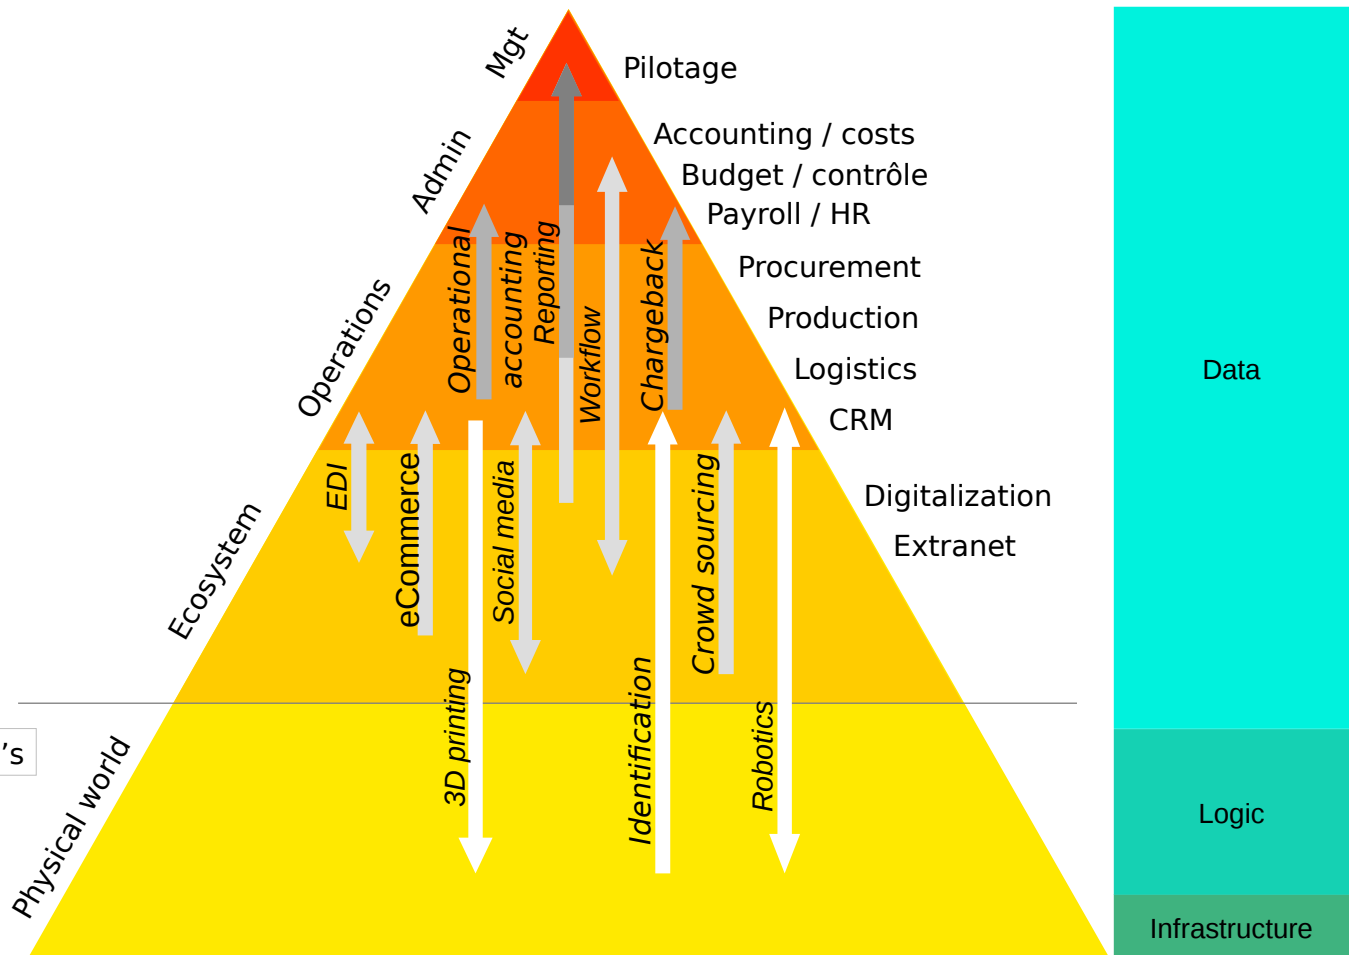 Mgt
Pilotage
Admin
Accounting / costs
Budget / contrôle
Payroll / HR
Operations
Procurement
Production
Logistics
CRM
Operational
accounting
Reporting
Workflow
Chargeback
Data
Ecosystem
EDI
eCommerce
Social media
Crowd sourcing
Digitalization
Extranet
Physical world
’s
3D printing
Identification
Robotics
Logic
Infrastructure